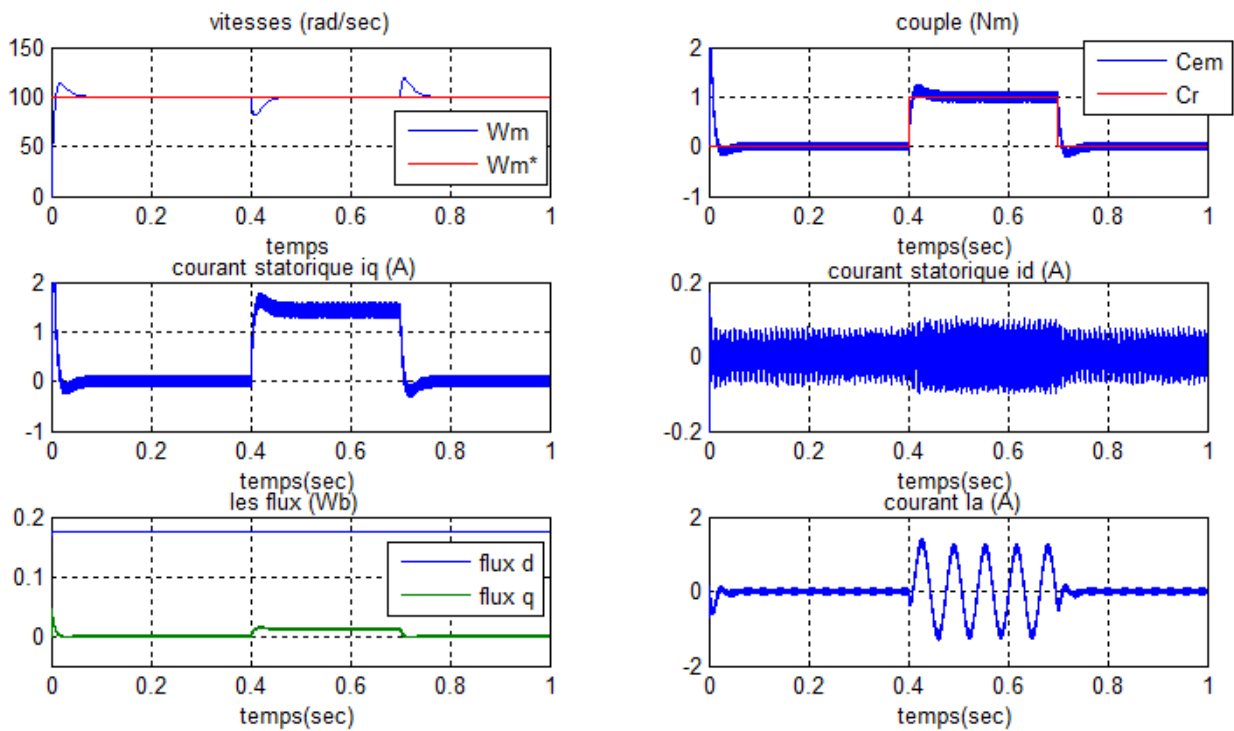 vitesses (rad/sec)
150
100
50
0
Wm
Wm*
0 0.2 0.4 0.6 0.8 1
temps
couple (Nm)
2
1
0
-1
Cem
Cr
0 0.2 0.4 0.6 0.8 1
temps(sec)
courant statorique iq (A)
2
1
0
-1
0 0.2 0.4 0.6 0.8 1
temps(sec)
courant statorique id (A)
0.2
0
-0.2
0 0.2 0.4 0.6 0.8 1
temps(sec)
les flux (Wb)
0.2
0.1
0
flux d
flux q
0 0.2 0.4 0.6 0.8 1
temps(sec)
courant Ia (A)
2
0
-2
0 0.2 0.4 0.6 0.8 1
temps(sec)